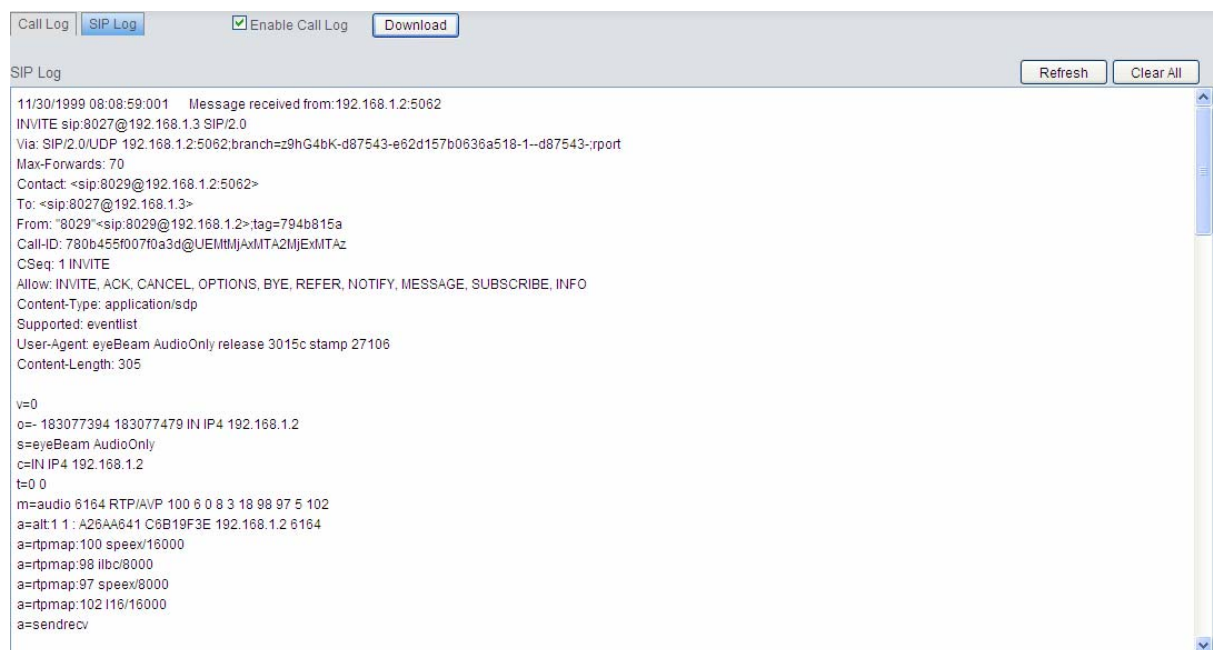 Call Log SIP Log Enable Call Log Download
SIP Log Refresh Clear All
11/30/1999 08:08:59:001 Message received from:192.168.1.2:5062
INVITE sip:8027@192.168.1.3 SIP/2.0
Via: SIP/2.0/UDP 192.168.1.2:5062;branch=z9hG4bK-d87543-e62d157b0636a518-1--d87543-;rport
Max-Forwards: 70
Contact: <sip:8029@192.168.1.2:5062>
To: <sip:8027@192.168.1.3>
From: "8029"<sip:8029@192.168.1.2>;tag=794b815a
Call-ID: 780b455f007f0a3d@UEMtMjAxMTA2MjExMTAz
CSeq: 1 INVITE
Allow: INVITE, ACK, CANCEL, OPTIONS, BYE, REFER, NOTIFY, MESSAGE, SUBSCRIBE, INFO
Content-Type: application/sdp
Supported: eventlist
User-Agent: eyeBeam AudioOnly release 3015c stamp 27106
Content-Length: 305
v=0
o=- 183077394 183077479 IN IP4 192.168.1.2
s=eyeBeam AudioOnly
c=IN IP4 192.168.1.2
t=0 0
m=audio 6164 RTP/AVP 100 6 0 8 3 18 98 97 5 102
a=alt:1 1 : A26AA641 C6B19F3E 192.168.1.2 6164
a=rtpmap:100 speex/16000
a=rtpmap:98 ilbc/8000
a=rtpmap:97 speex/8000
a=rtpmap:102 l16/16000
a=sendrecv